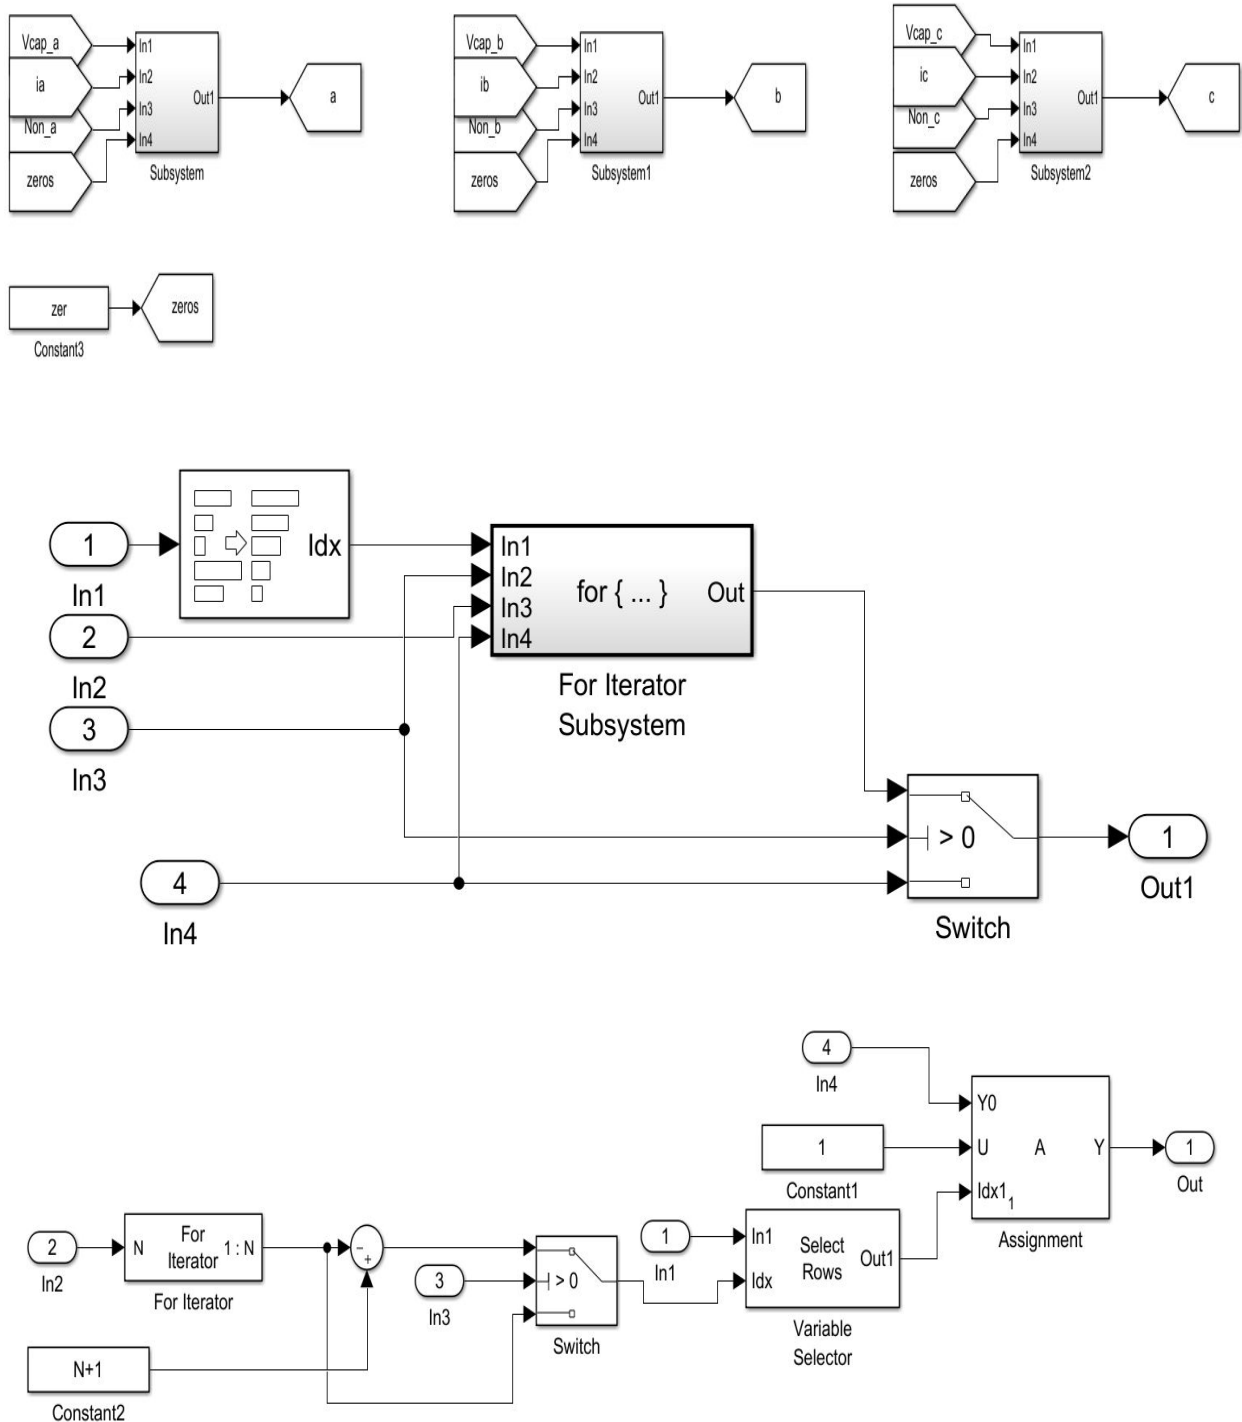 Vcap_a
ia
Non_a
zeros
In1
In2
In3
In4
Out1
Subsystem
a
Vcap_b
ib
Non_b
zeros
In1
In2
In3
In4
Out1
Subsystem1
b
Vcap_c
ic
Non_c
zeros
In1
In2
In3
In4
Out1
Subsystem2
c
zer
Constant3
zeros
1
In1
2
In2
3
In3
4
In4
Idx
In1
In2
In3
In4
for { ... }
Out
For Iterator
Subsystem
> 0
Switch
1
Out1
4
In4
1
Constant1
Y0
U
A
Y
Idx1
1
Assignment
1
Out
2
In2
N
For
Iterator
1 : N
For Iterator
−
+
N+1
Constant2
3
In3
> 0
Switch
1
In1
In1
Idx
Select
Rows
Out1
Variable
Selector